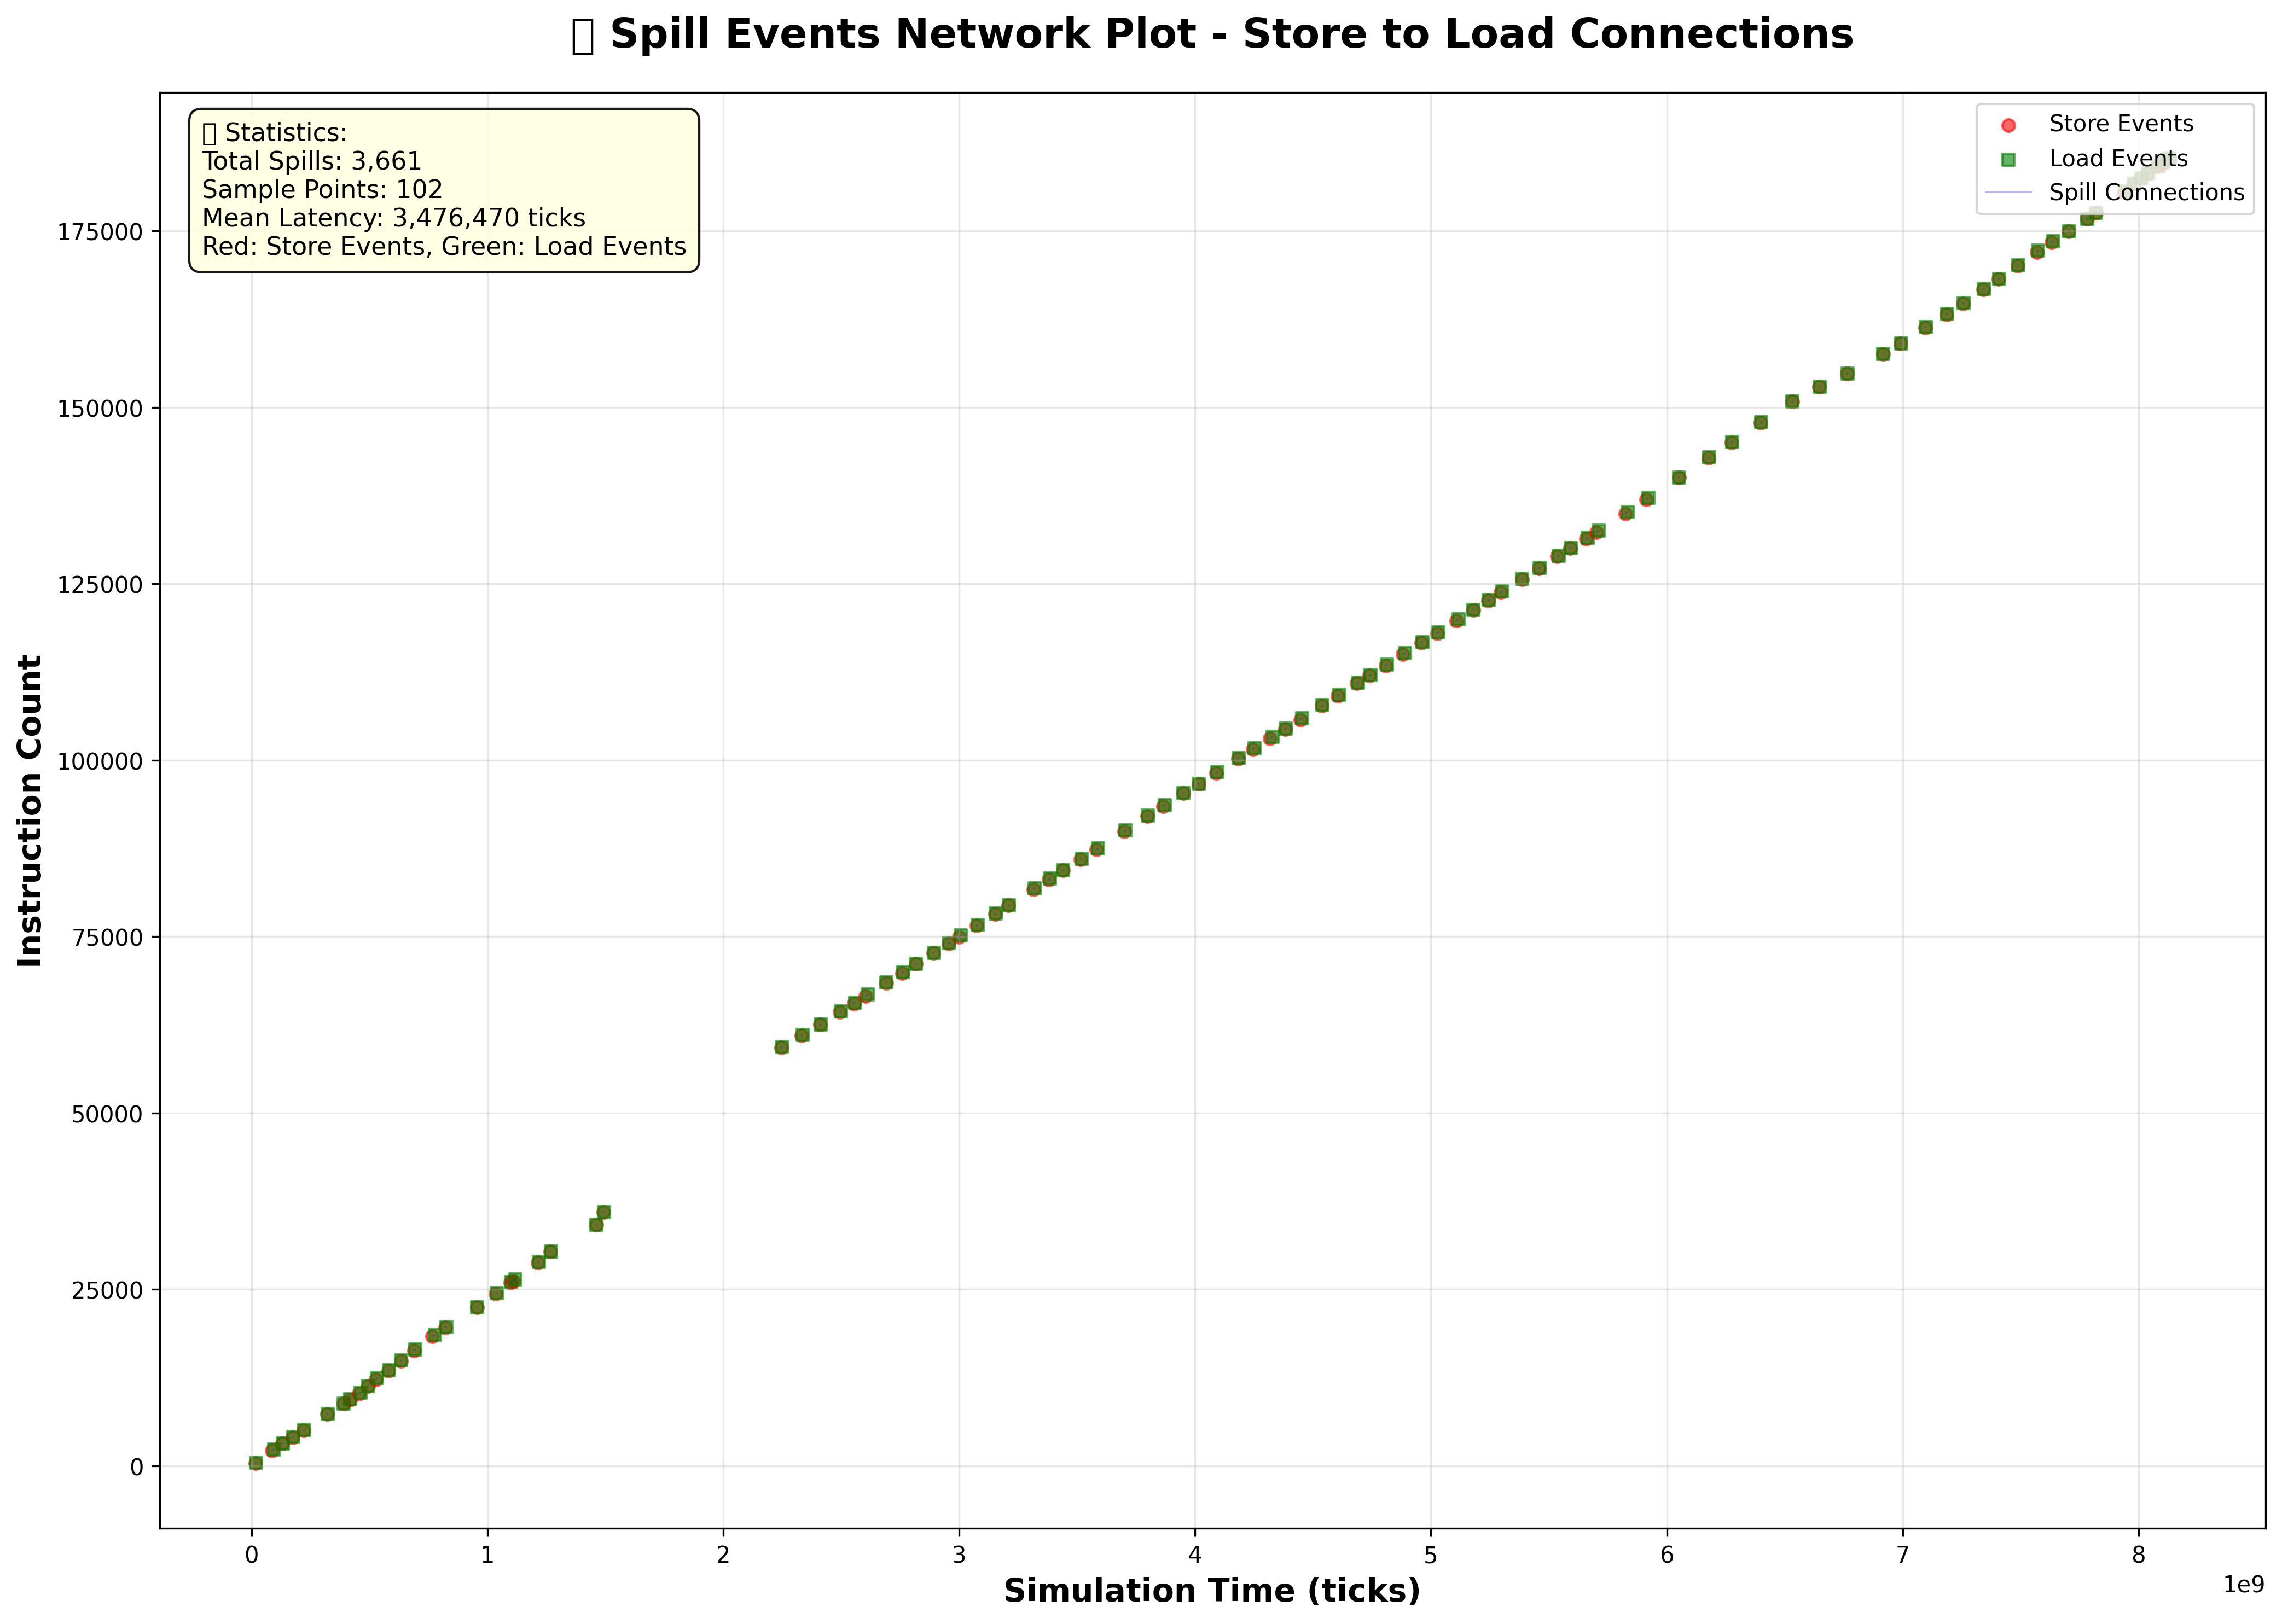 Spill Events Network Plot - Store to Load Connections
Statistics:
Total Spills: 3,661
Sample Points: 102
Mean Latency: 3,476,470 ticks
Red: Store Events, Green: Load Events
Store Events
Load Events
Spill Connections
Instruction Count
175000
150000
125000
100000
75000
50000
25000
0
0 1 2 3 4 5 6 7 8
1e9
Simulation Time (ticks)